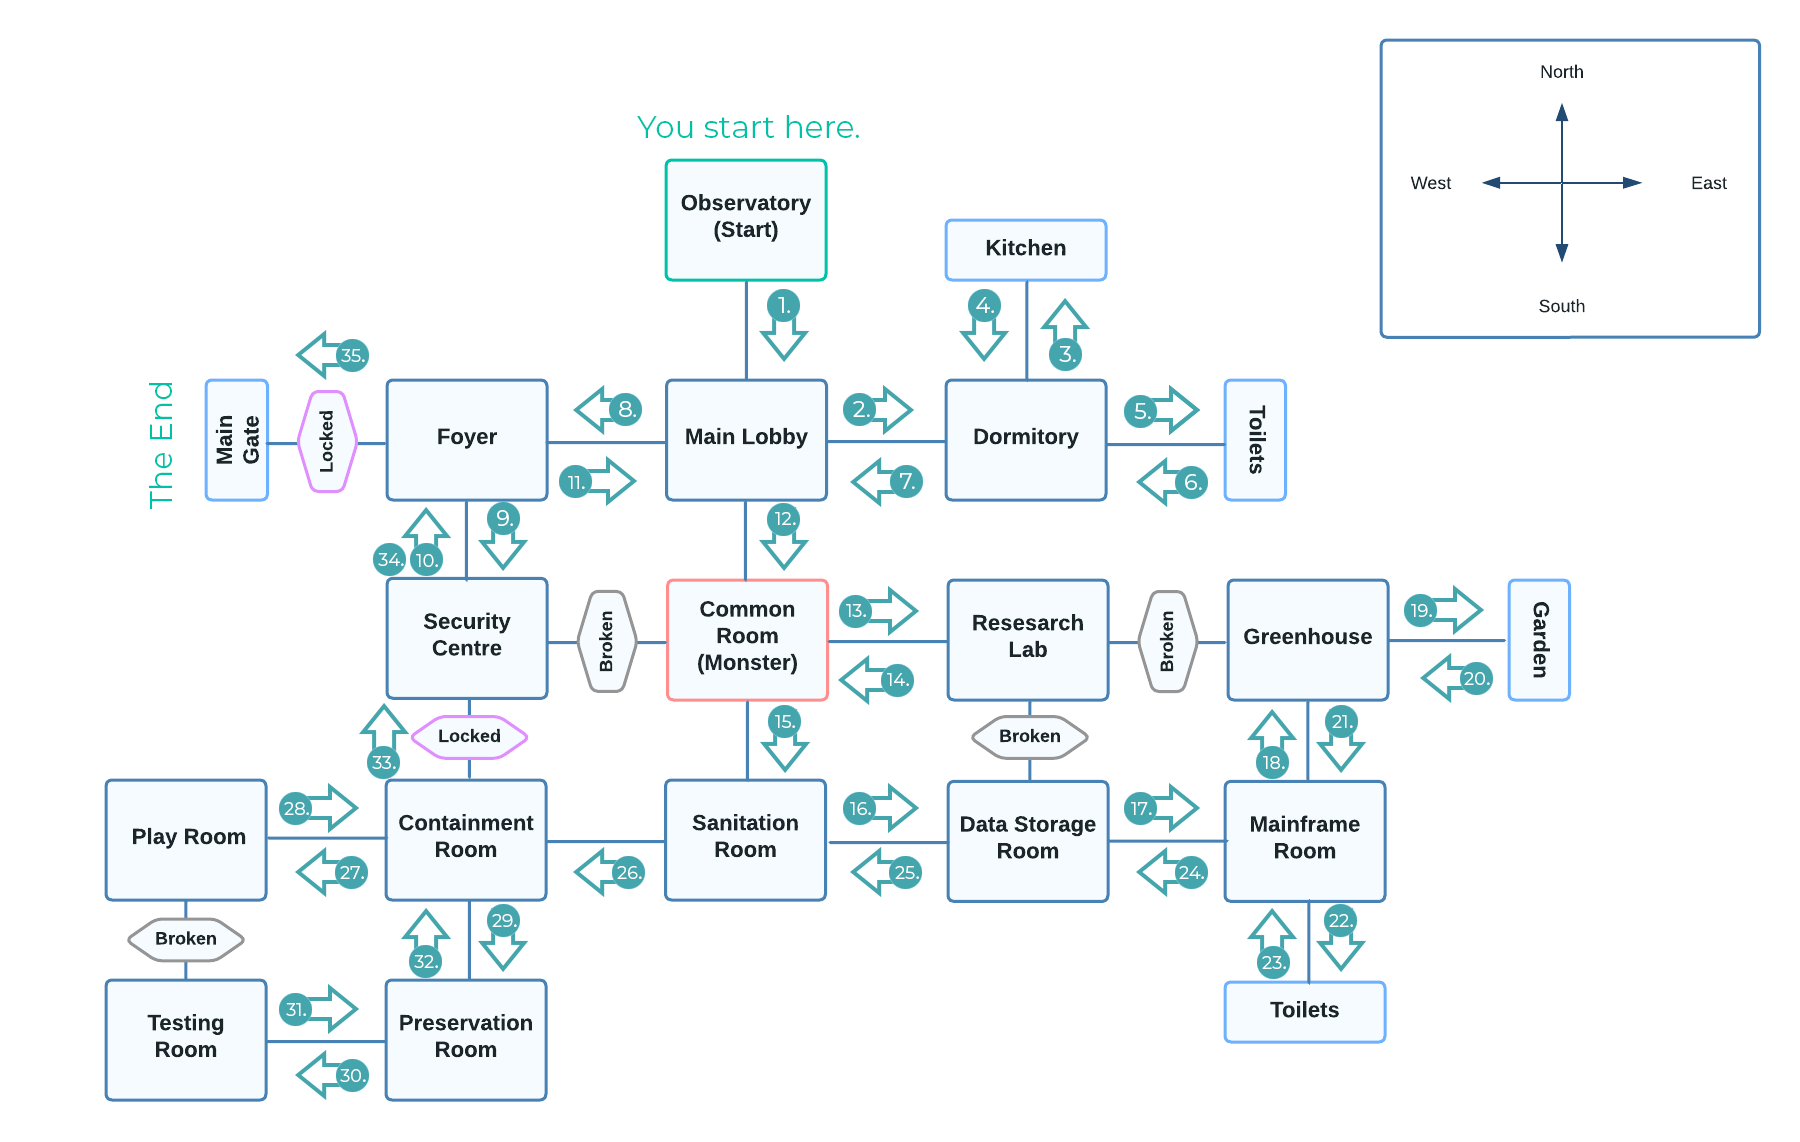 North
West
East
South
You start here.
Observatory
(Start)
Kitchen
1.
4.
3.
35.
The End
Main
Gate
Locked
Foyer
8.
11.
Main Lobby
2.
7.
Dormitory
5.
6.
Toilets
34.
10.
9.
12.
Security
Centre
Broken
Common
Room
(Monster)
13.
14.
Resesarch
Lab
Broken
Greenhouse
19.
20.
Garden
33.
Locked
15.
Broken
18.
21.
Play Room
28.
27.
Containment
Room
26.
Sanitation
Room
16.
25.
Data Storage
Room
17.
24.
Mainframe
Room
Broken
32.
29.
23.
22.
Testing
Room
31.
30.
Preservation
Room
Toilets